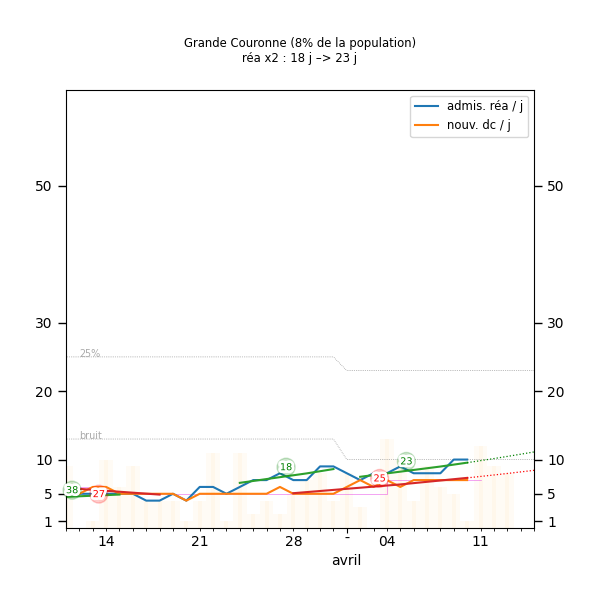 Grande Couronne (8% de la population)
réa x2 : 18 j –> 23 j
admis. réa / j
nouv. dc / j
50 50
30 30
25%
20 20
bruit
10 10
18 23
25
38 27
5 5
1 1
14 21 28 - 04 11
avril